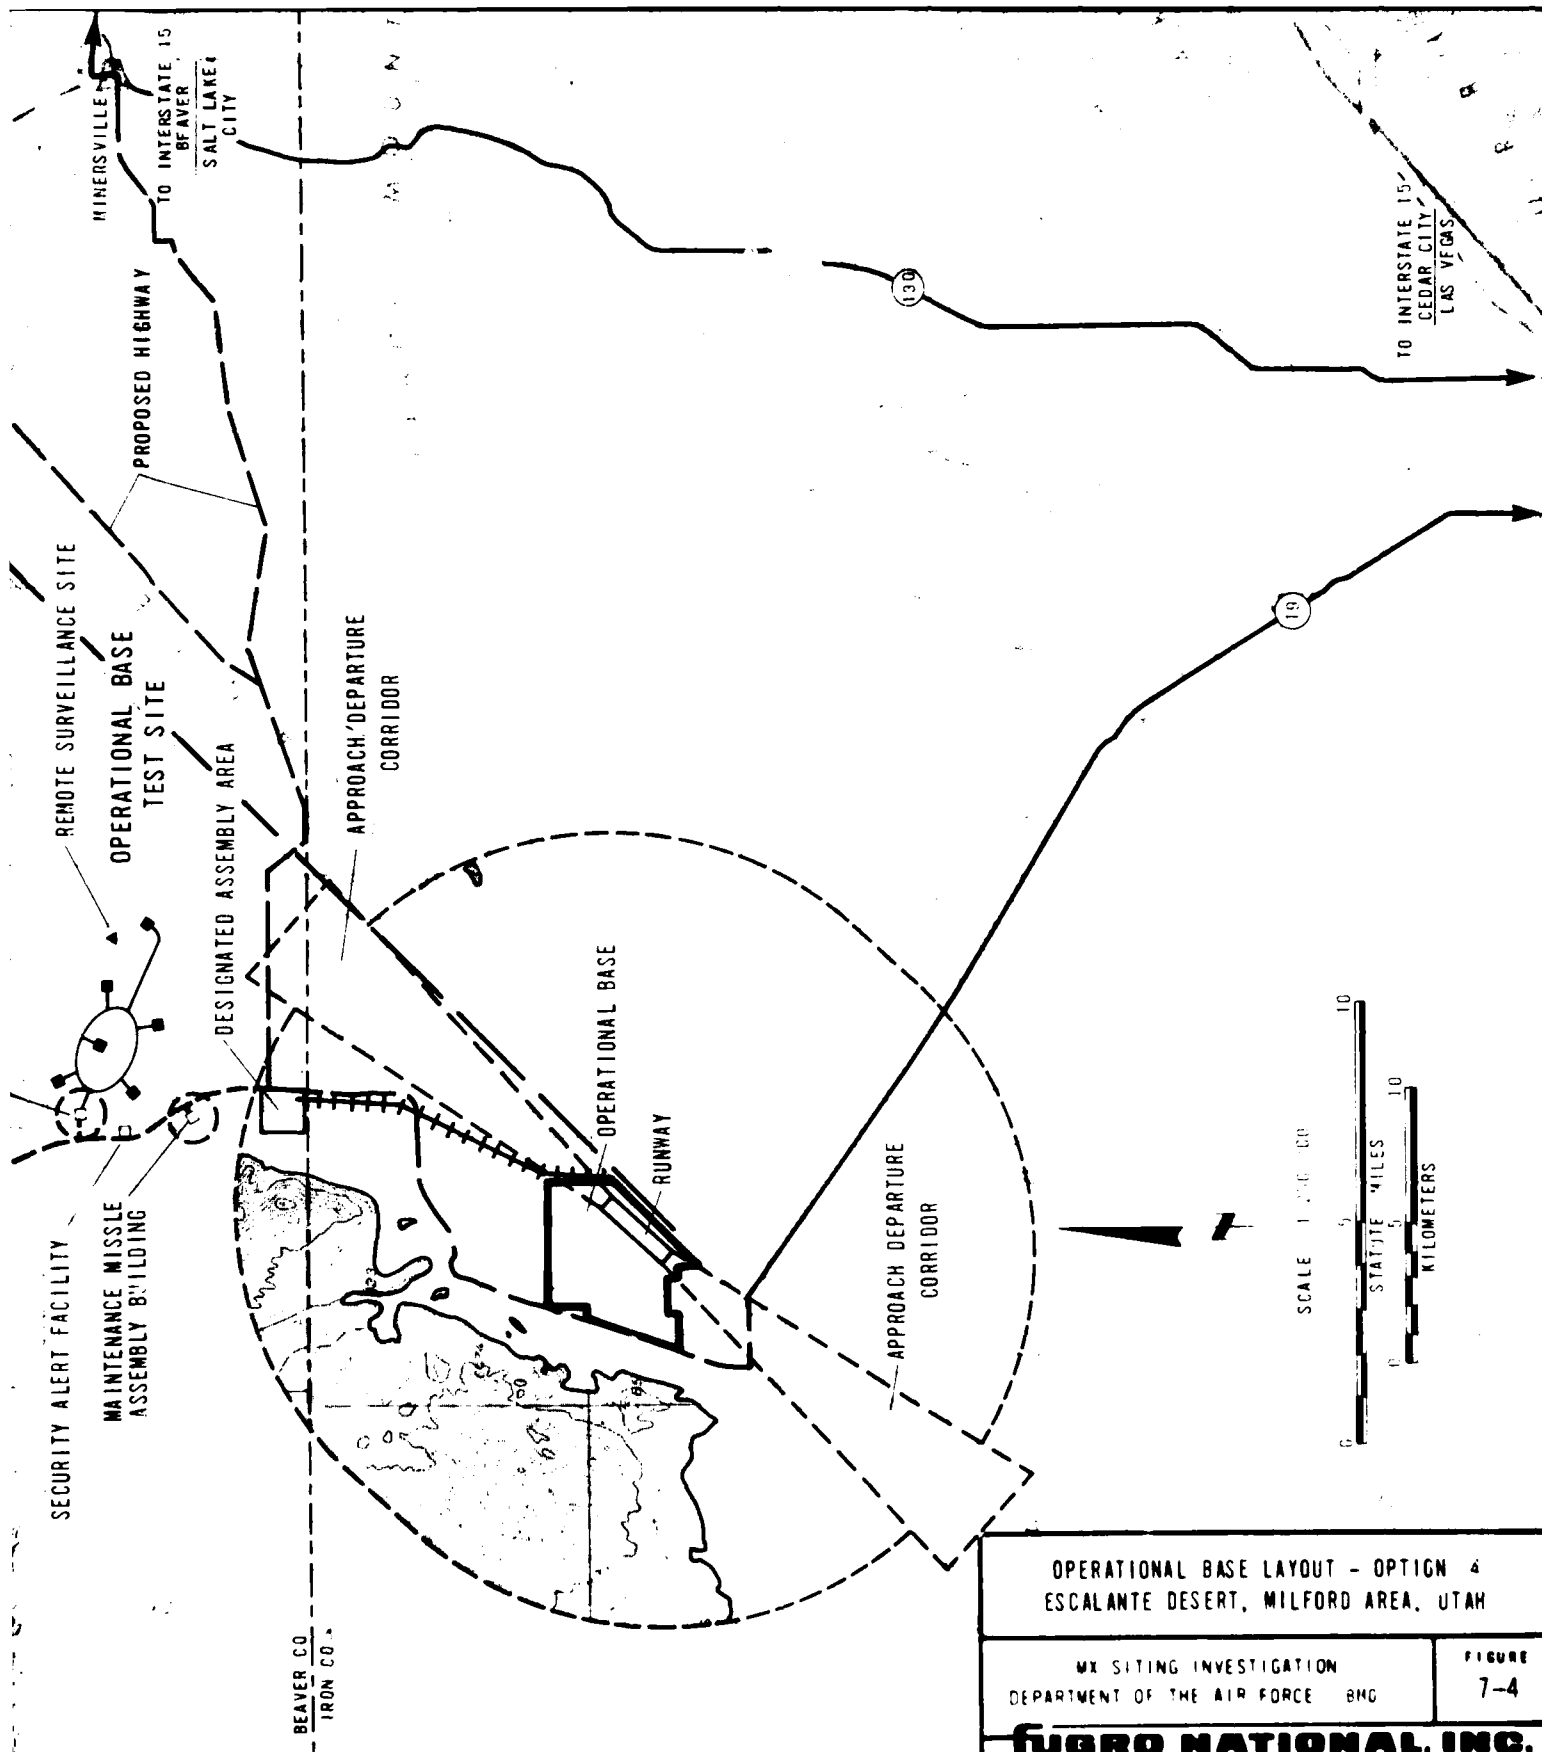 MINERSVILLE
TO INTERSTATE 15
BEAVER
SALT LAKE
CITY
PROPOSED HIGHWAY
REMOTE SURVEILLANCE SITE
OPERATIONAL BASE
TEST SITE
DESIGNATED ASSEMBLY AREA
APPROACH/DEPARTURE
CORRIDOR
SECURITY ALERT FACILITY
MAINTENANCE MISSLE
ASSEMBLY BUILDING
OPERATIONAL BASE
RUNWAY
APPROACH DEPARTURE
CORRIDOR
130
19
TO INTERSTATE 15
CEDAR CITY
LAS VEGAS
BEAVER CO
IRON CO.
SCALE
0 5 10
STATUTE MILES
0 5 10
KILOMETERS
OPERATIONAL BASE LAYOUT - OPTION 4
ESCALANTE DESERT, MILFORD AREA, UTAH
MX SITING INVESTIGATION
DEPARTMENT OF THE AIR FORCE BMO
FIGURE
7-4
fUGRO NATIONAL, INC.